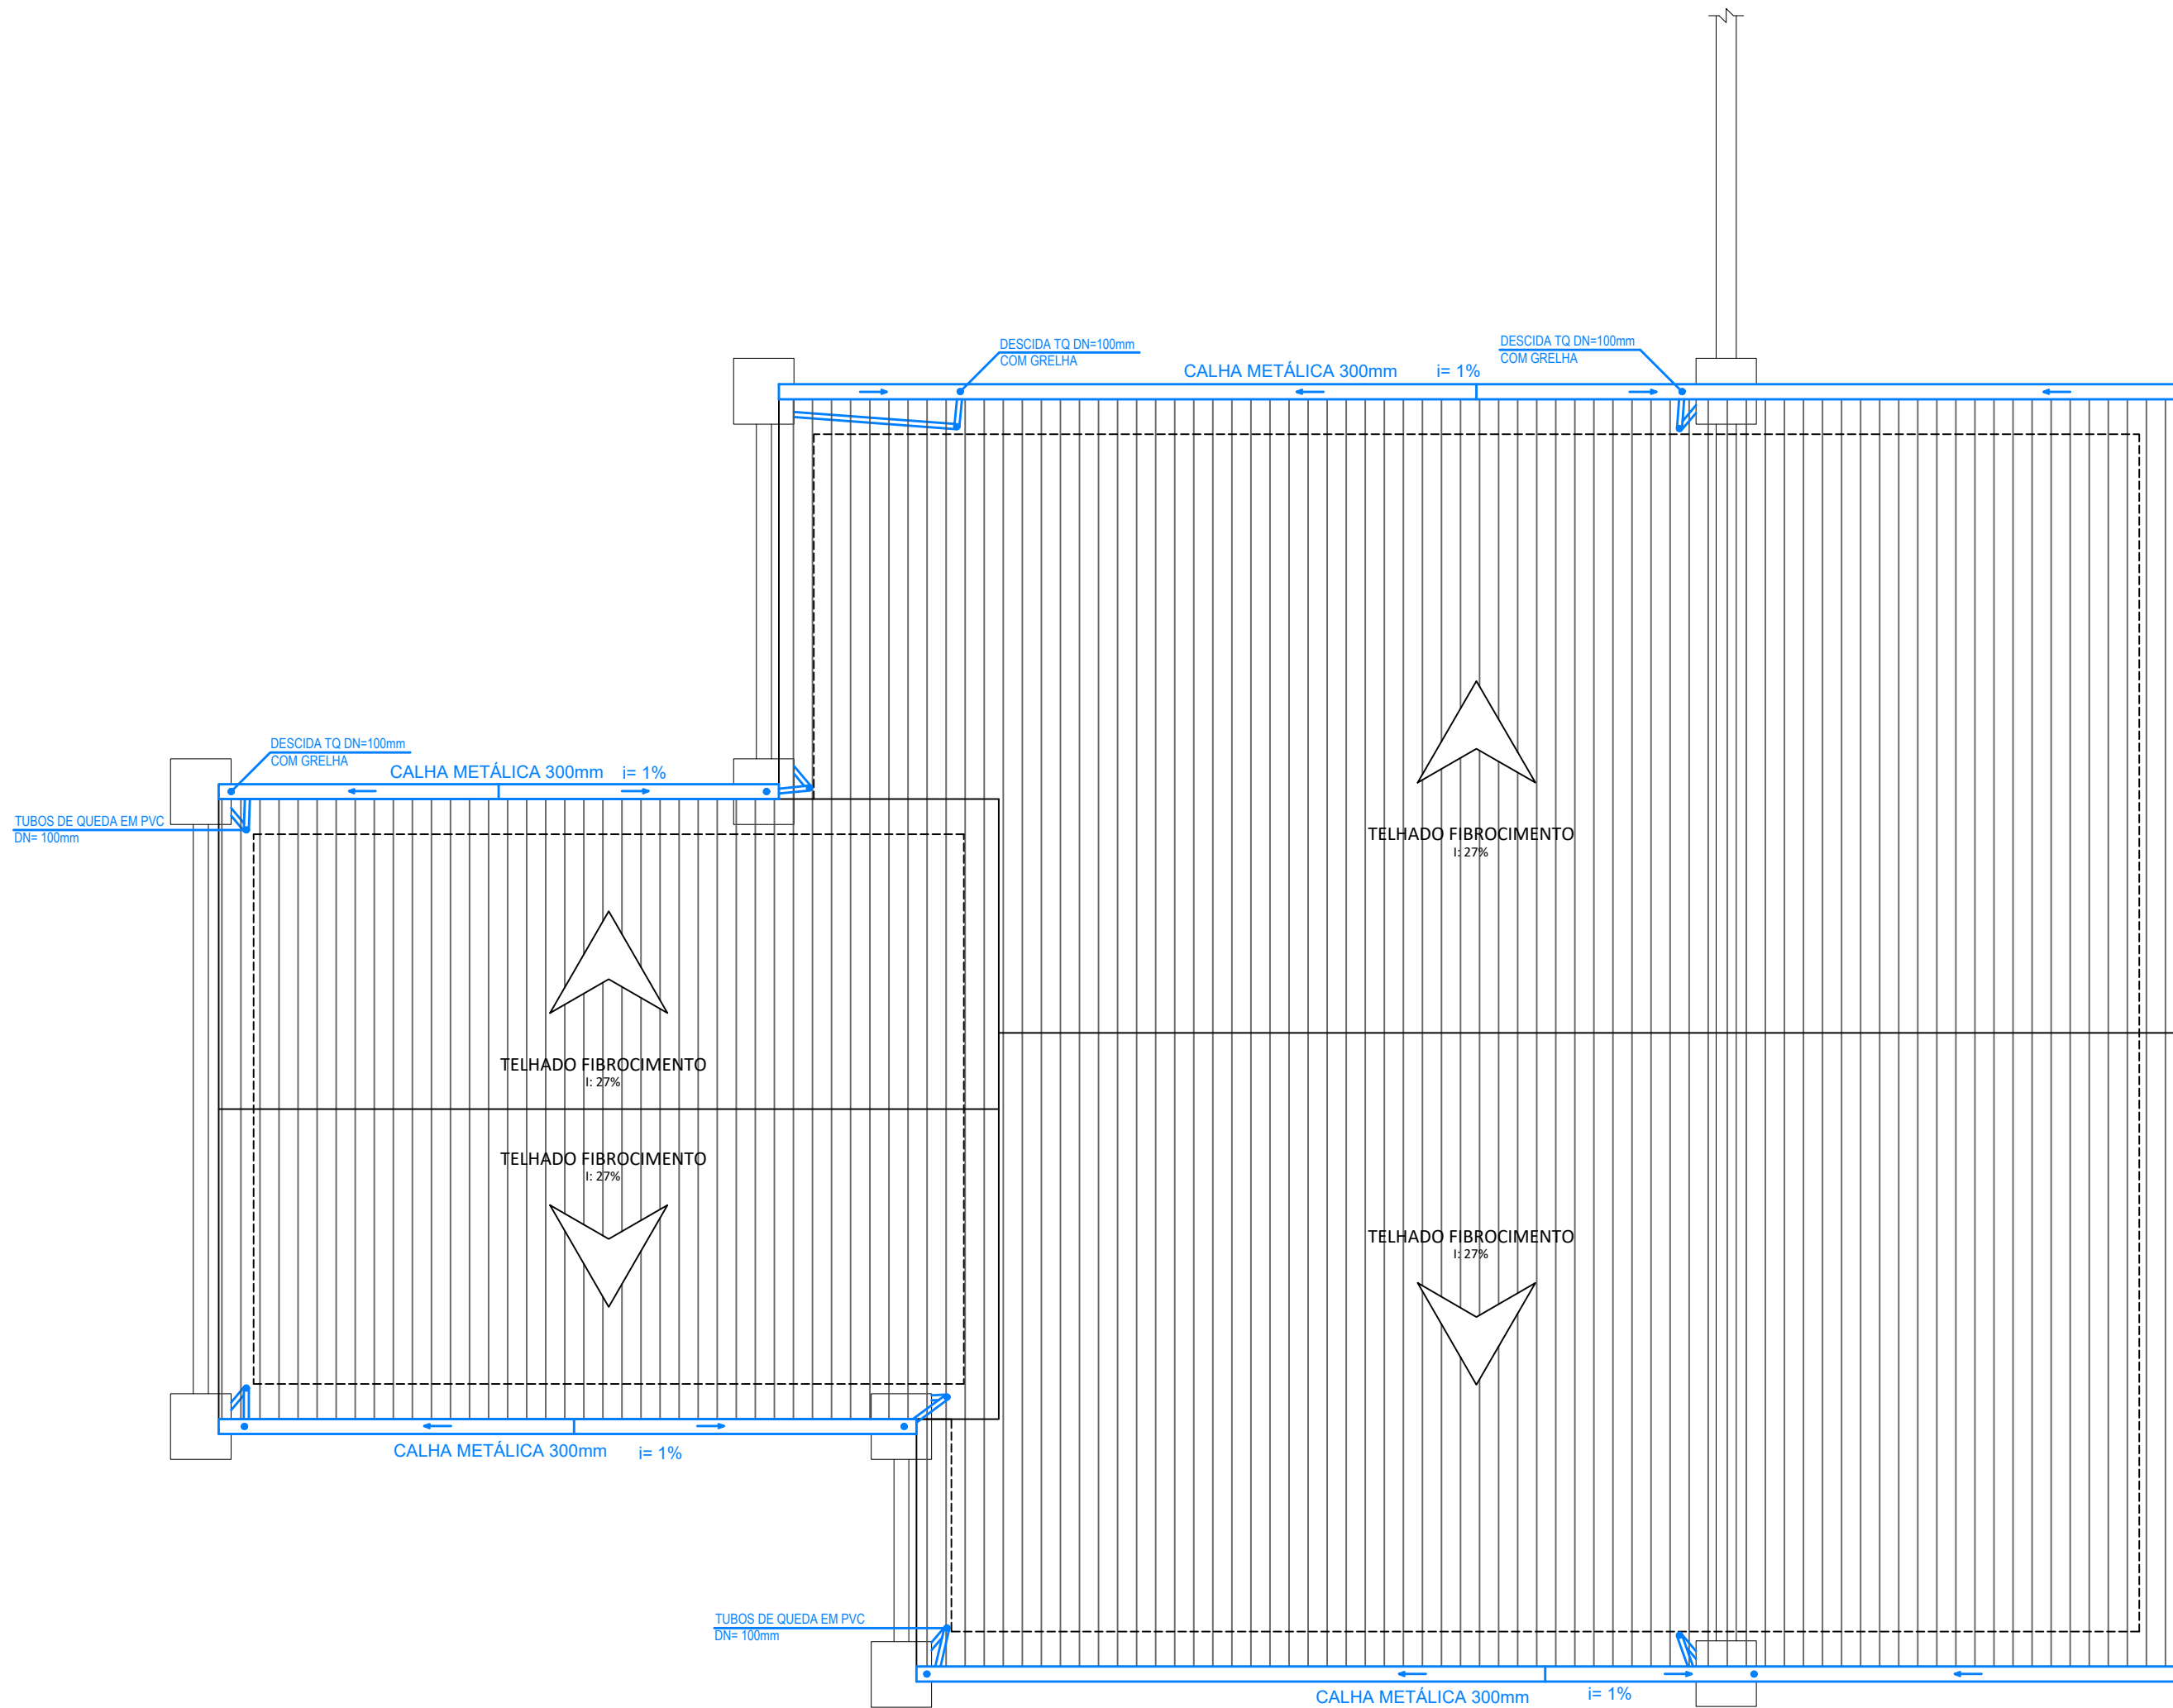 DESCIDA TQ DN=100mm
COM GRELHA
CALHA METÁLICA 300mm i= 1%
DESCIDA TQ DN=100mm
COM GRELHA
DESCIDA TQ DN=100mm
COM GRELHA
CALHA METÁLICA 300mm i= 1%
TUBOS DE QUEDA EM PVC
DN= 100mm
TELHADO FIBROCIMENTO
I: 27%
TELHADO FIBROCIMENTO
I: 27%
TELHADO FIBROCIMENTO
I: 27%
TELHADO FIBROCIMENTO
I: 27%
CALHA METÁLICA 300mm i= 1%
TUBOS DE QUEDA EM PVC
DN= 100mm
CALHA METÁLICA 300mm i= 1%